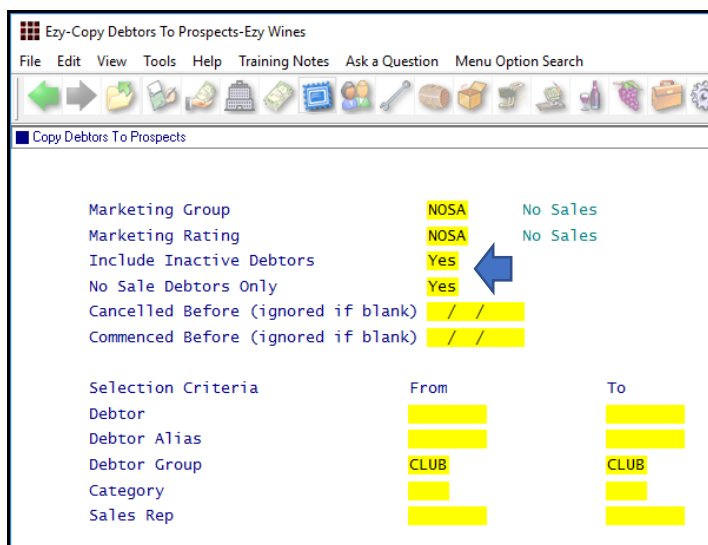 Ezy-Copy Debtors To Prospects-Ezy Wines
File Edit View Tools Help Training Notes Ask a Question Menu Option Search
Copy Debtors To Prospects
Marketing Group NOSA No Sales
Marketing Rating NOSA No Sales
Include Inactive Debtors Yes
No Sale Debtors Only Yes
Cancelled Before (ignored if blank) / /
Commenced Before (ignored if blank) / /
Selection Criteria From To
Debtor
Debtor Alias
Debtor Group CLUB CLUB
Category
Sales Rep